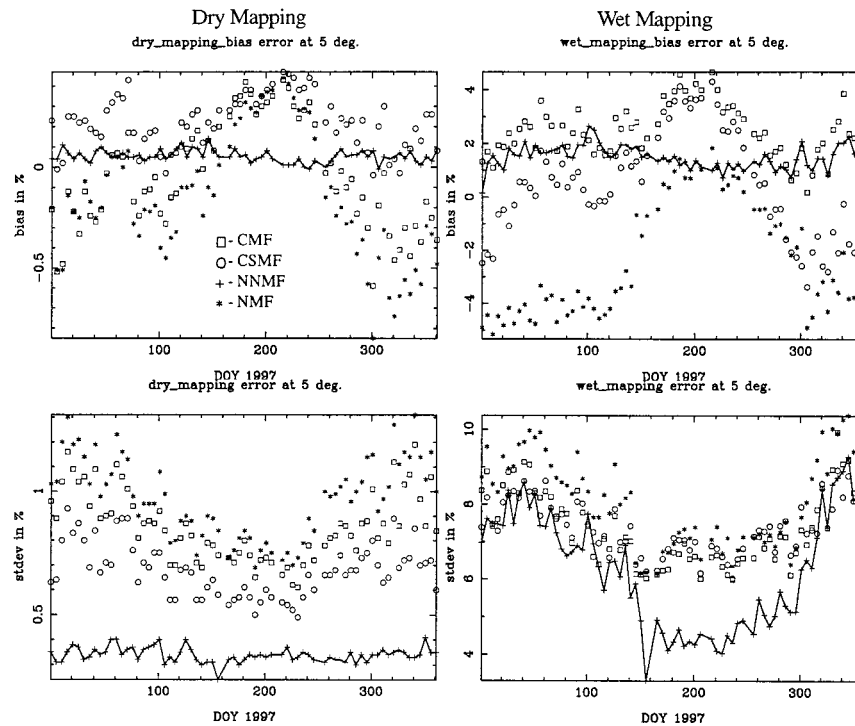 Dry Mapping
dry_mapping_bias error at 5 deg.
bias in %
0
−0.5
□ - CMF
○ - CSMF
+ - NNMF
* - NMF
100
200
300
DOY 1997
Wet Mapping
wet_mapping_bias error at 5 deg.
bias in %
4
2
0
−2
−4
100
200
300
DOY 1997
dry_mapping error at 5 deg.
stdev in %
1
0.5
100
200
300
DOY 1997
wet_mapping error at 5 deg.
stdev in %
10
8
6
4
100
200
300
DOY 1997